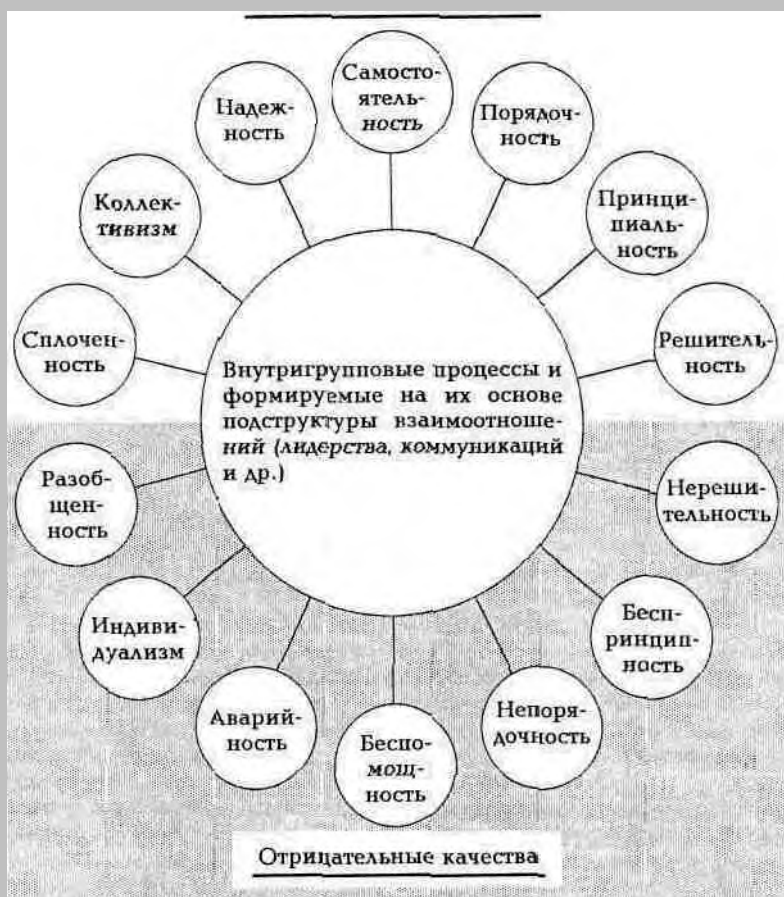 Самосто-
ятель-
ность
Надеж-
ность
Порядоч-
ность
Коллек-
тивизм
Принци-
пиаль-
ность
Сплочен-
ность
Решитель-
ность
Внутригрупповые процессы и
формируемые на их основе
подструктуры взаимоотноше-
ний (лидерства, коммуникаций
и др.)
Разоб-
щен-
ность
Нереши-
тельность
Индиви-
дуализм
Бесп-
ринцип-
ность
Аварий-
ность
Непоря-
дочность
Беспо-
мощ-
ность
Отрицательные качества